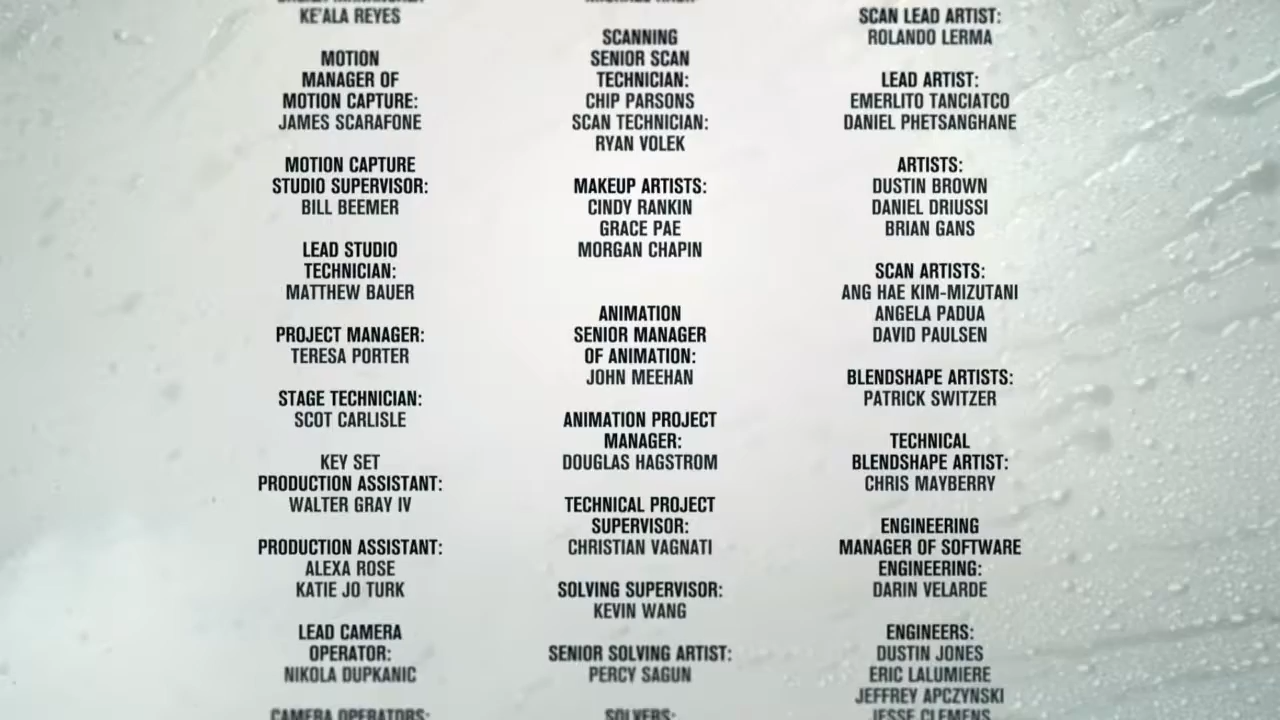 KE'ALA REYES
MOTION
MANAGER OF
MOTION CAPTURE:
JAMES SCARAFONE
MOTION CAPTURE
STUDIO SUPERVISOR:
BILL BEEMER
LEAD STUDIO
TECHNICIAN:
MATTHEW BAUER
PROJECT MANAGER:
TERESA PORTER
STAGE TECHNICIAN:
SCOT CARLISLE
KEY SET
PRODUCTION ASSISTANT:
WALTER GRAY IV
PRODUCTION ASSISTANT:
ALEXA ROSE
KATIE JO TURK
LEAD CAMERA
OPERATOR:
NIKOLA DUPKANIC
CAMERA OPERATORS:
SCANNING
SENIOR SCAN
TECHNICIAN:
CHIP PARSONS
SCAN TECHNICIAN:
RYAN VOLEK
MAKEUP ARTISTS:
CINDY RANKIN
GRACE PAE
MORGAN CHAPIN
ANIMATION
SENIOR MANAGER
OF ANIMATION:
JOHN MEEHAN
ANIMATION PROJECT
MANAGER:
DOUGLAS HAGSTROM
TECHNICAL PROJECT
SUPERVISOR:
CHRISTIAN VAGNATI
SOLVING SUPERVISOR:
KEVIN WANG
SENIOR SOLVING ARTIST:
PERCY SAGUN
SOLVERS:
SCAN LEAD ARTIST:
ROLANDO LERMA
LEAD ARTIST:
EMERLITO TANCIATCO
DANIEL PHETSANGHANE
ARTISTS:
DUSTIN BROWN
DANIEL DRIUSSI
BRIAN GANS
SCAN ARTISTS:
ANG HAE KIM-MIZUTANI
ANGELA PADUA
DAVID PAULSEN
BLENDSHAPE ARTISTS:
PATRICK SWITZER
TECHNICAL
BLENDSHAPE ARTIST:
CHRIS MAYBERRY
ENGINEERING
MANAGER OF SOFTWARE
ENGINEERING:
DARIN VELARDE
ENGINEERS:
DUSTIN JONES
ERIC LALUMIERE
JEFFREY APCZYNSKI
JESSE CLEMENS